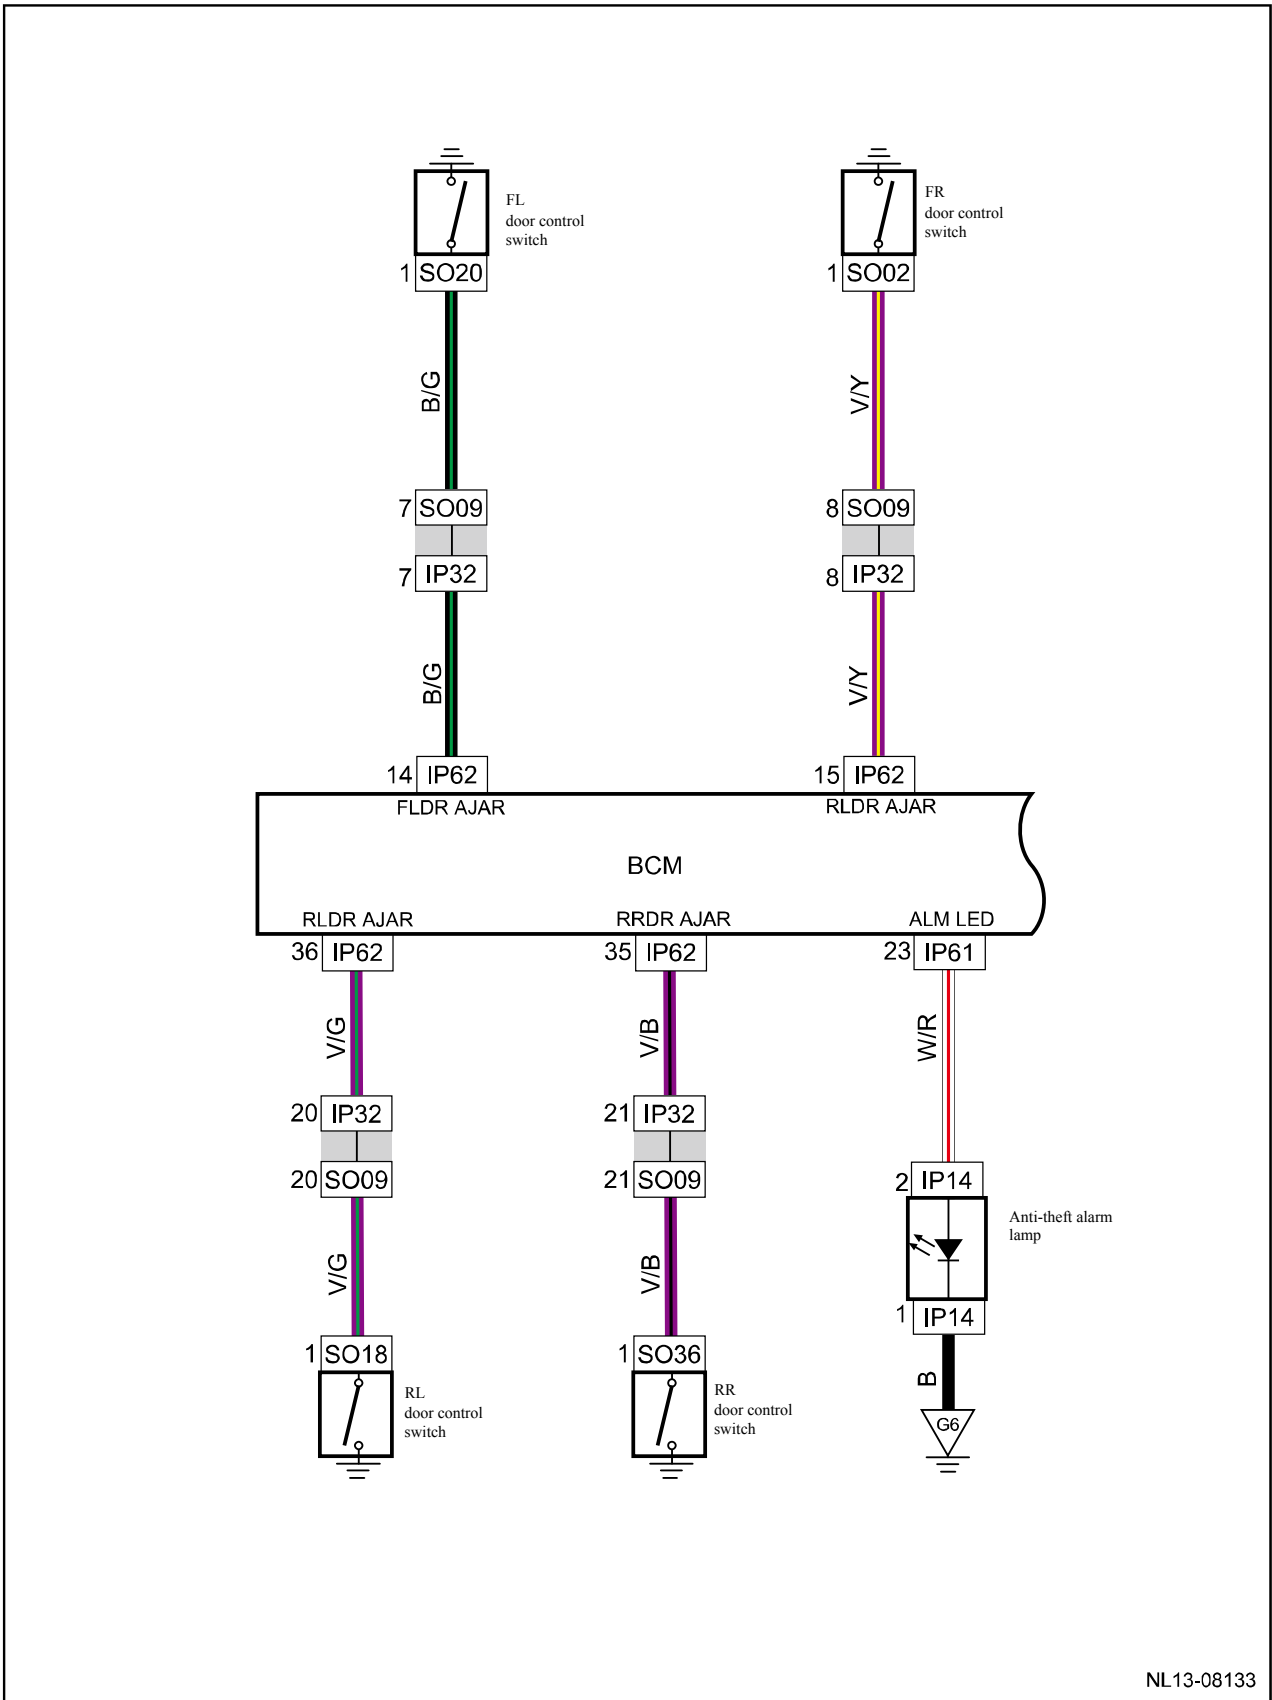 FL
door control
switch
FR
door control
switch
1 SO20
1 SO02
B/G
V/Y
7 SO09
8 SO09
7 IP32
8 IP32
B/G
V/Y
14 IP62
15 IP62
FLDR AJAR
RLDR AJAR
BCM
RLDR AJAR
RRDR AJAR
ALM LED
36 IP62
35 IP62
23 IP61
V/G
V/B
W/R
20 IP32
21 IP32
20 SO09
21 SO09
2 IP14
Anti-theft alarm
lamp
V/G
V/B
1 IP14
1 SO18
1 SO36
B
RL
door control
switch
RR
door control
switch
G6
NL13-08133